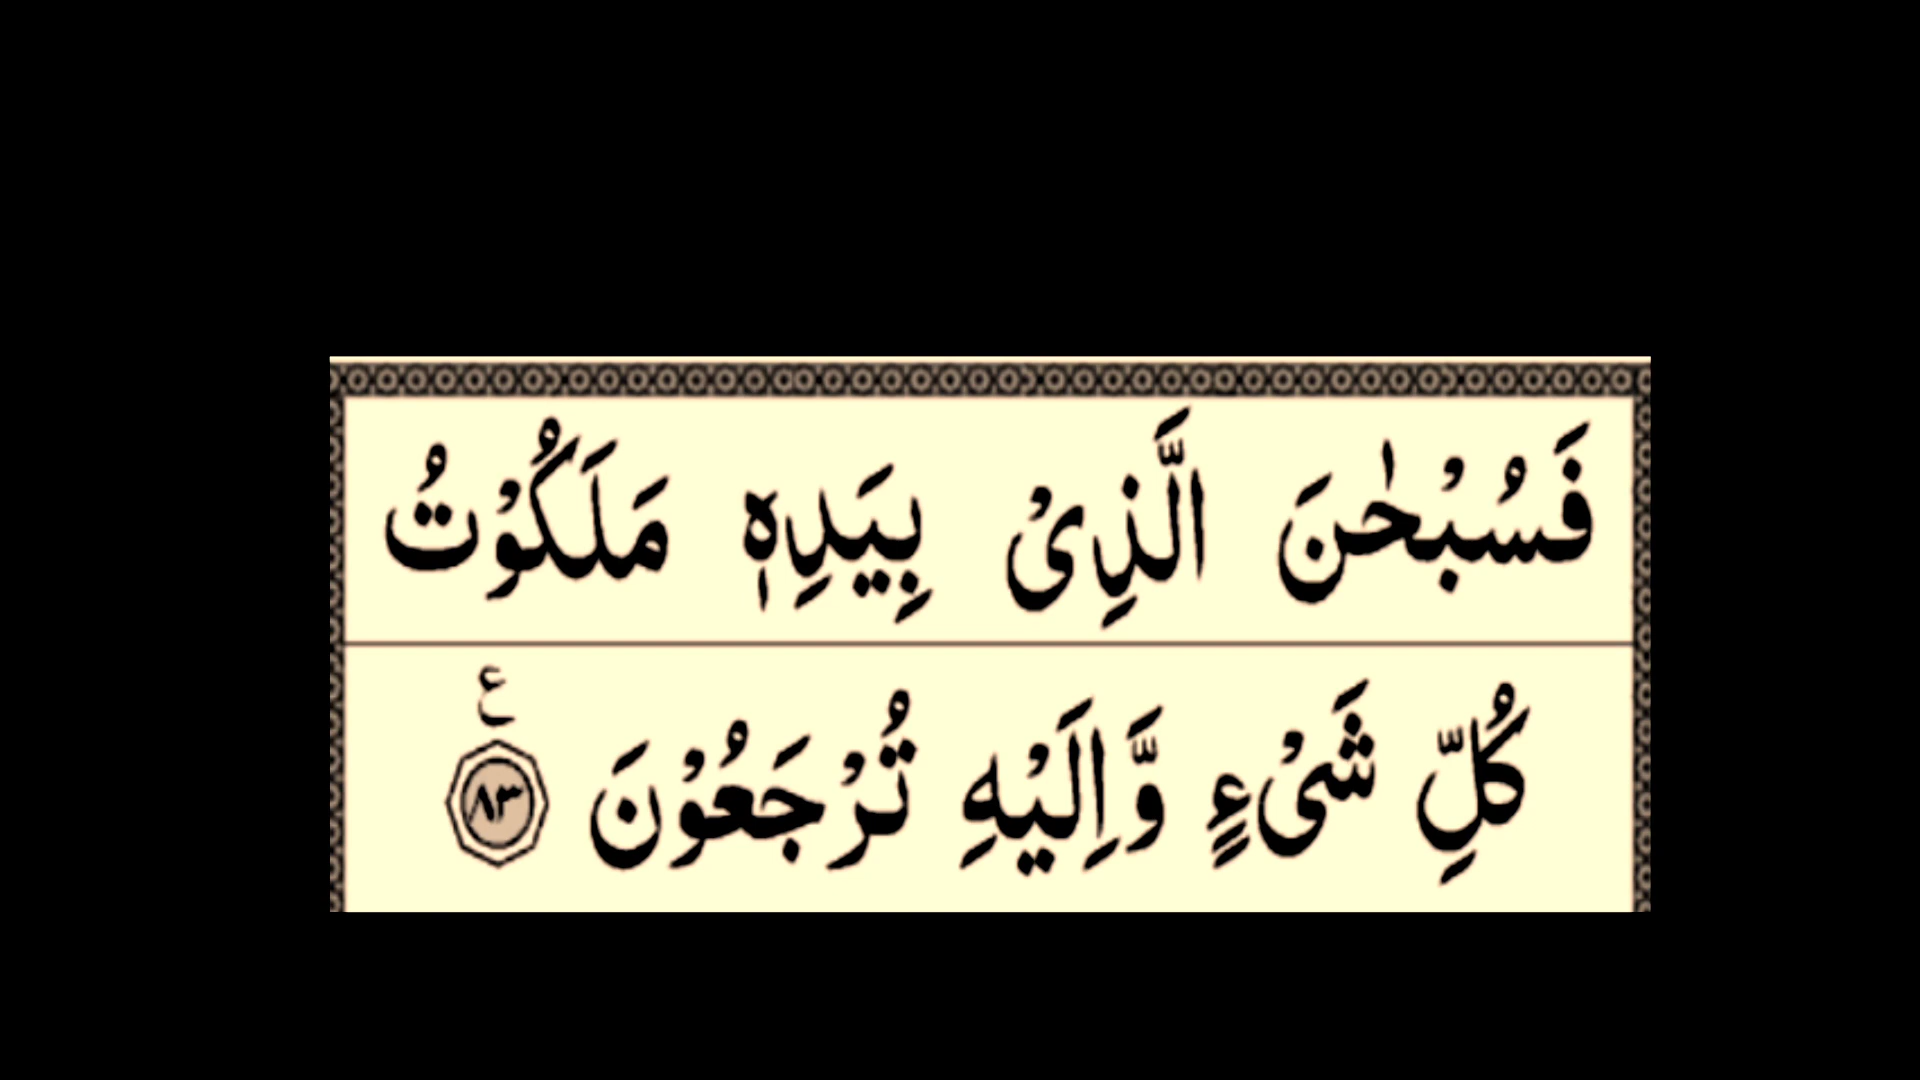 فَسُبْحٰنَ الَّذِیْ بِیَدِهٖ مَلَكُوْتُ
كُلِّ شَیْءٍ وَّاِلَیْهِ تُرْجَعُوْنَ ۸۳ ع